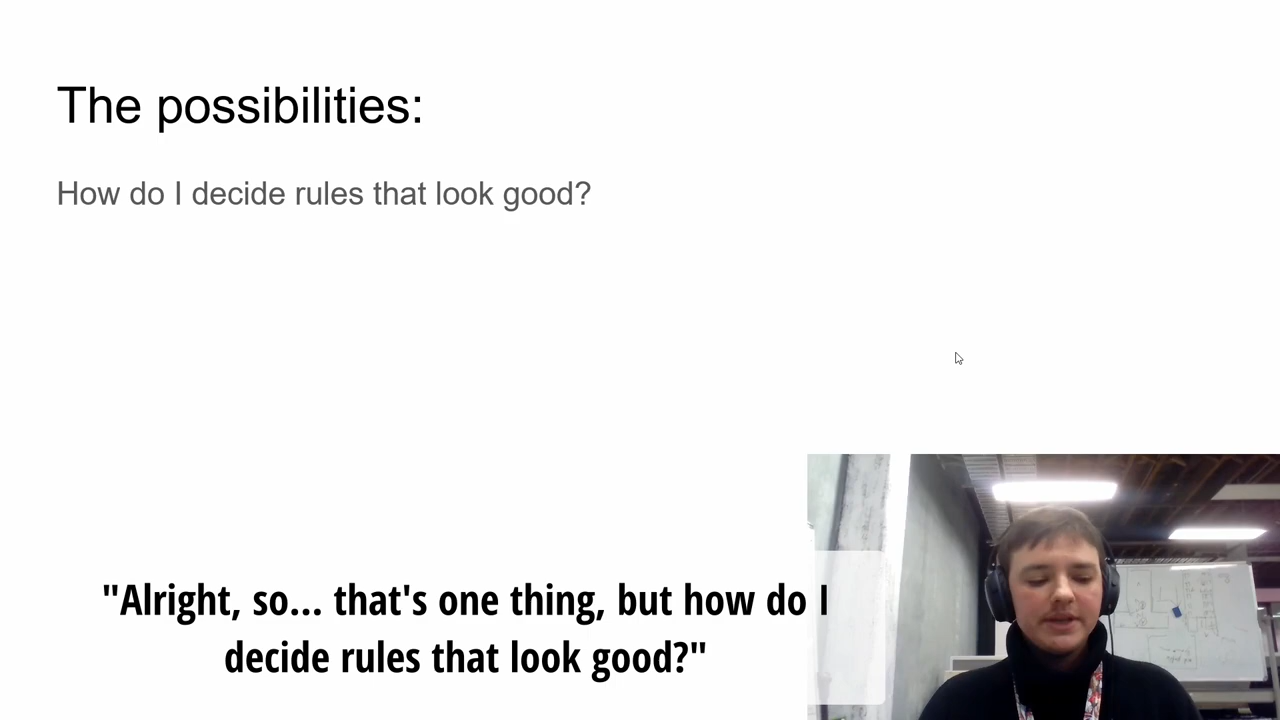 The possibilities:
How do I decide rules that look good?
"Alright, so... that's one thing, but how do I
decide rules that look good?"